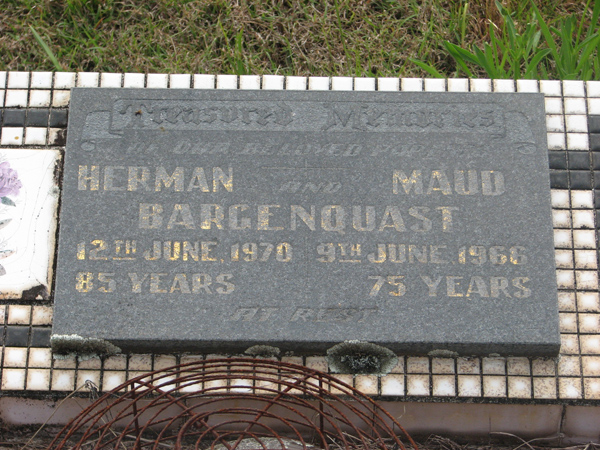 Treasured Memories
OF OUR BELOVED
HERMAN AND MAUD
BARGENQUAST
12TH JUNE, 1970 9TH JUNE 1966
85 YEARS 75 YEARS
AT REST